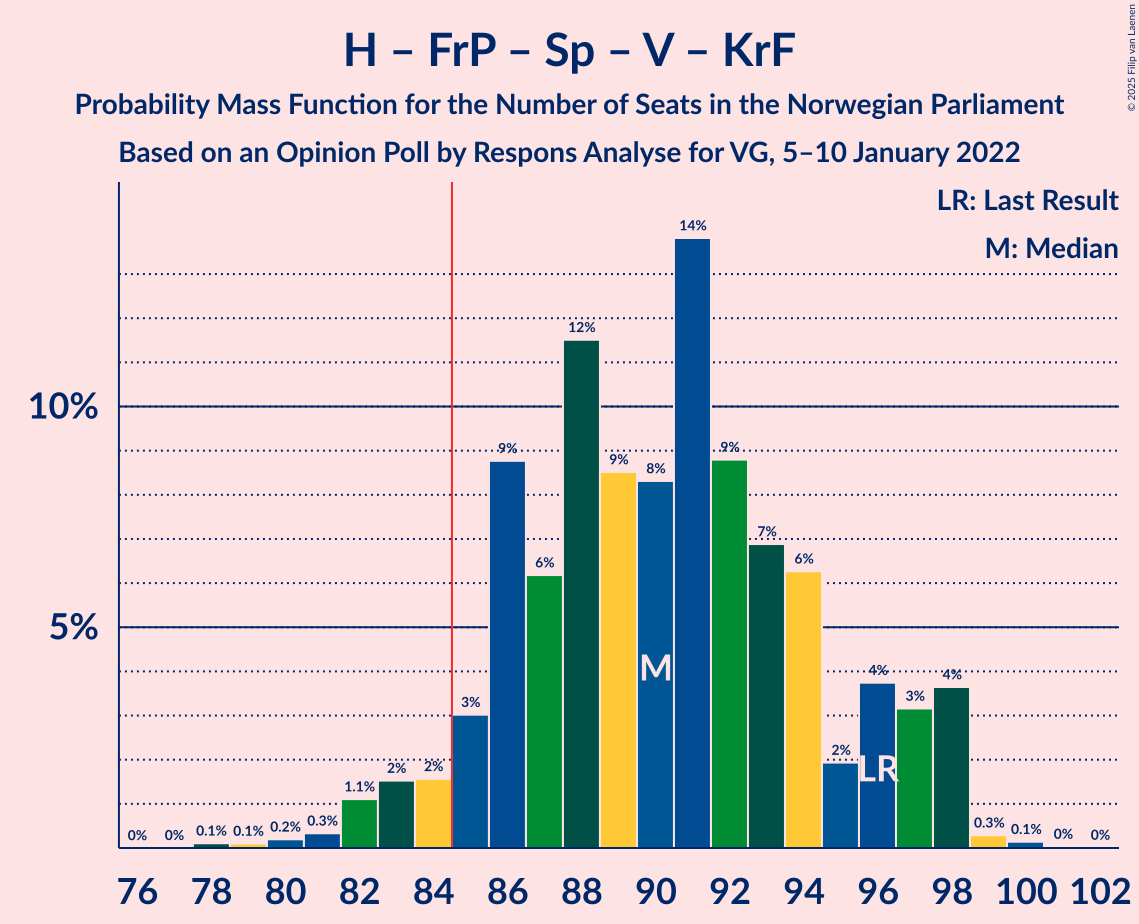 H – FrP – Sp – V – KrF
Probability Mass Function for the Number of Seats in the Norwegian Parliament
Based on an Opinion Poll by Respons Analyse for VG, 5–10 January 2022
© 2025 Filip van Laenen
LR: Last Result
M: Median
10%
5%
0% 0% 0.1% 0.1% 0.2% 0.3% 1.1% 2% 2% 3% 9% 6% 12% 9% 8% 14% 9% 7% 6% 2% 4% 3% 4% 0.3% 0.1% 0% 0%
M
LR
76 78 80 82 84 86 88 90 92 94 96 98 100 102